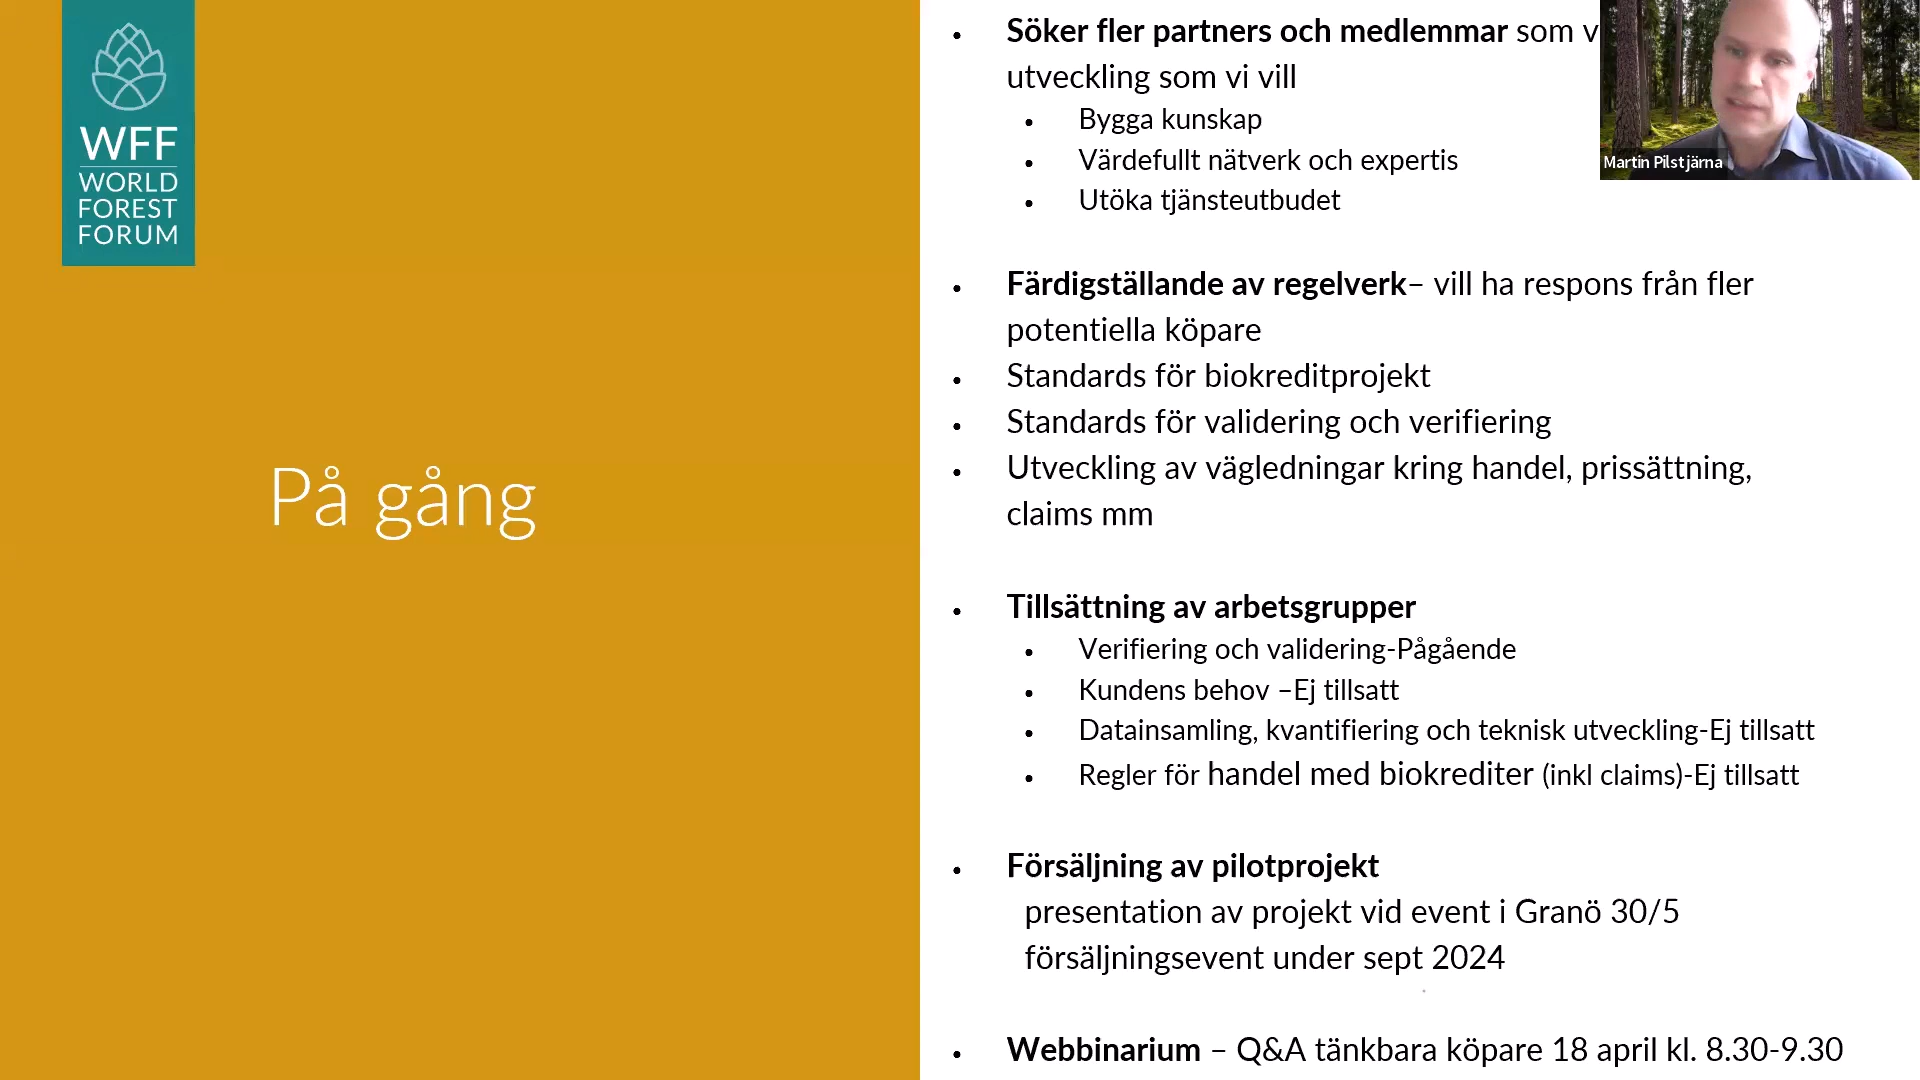 WFF
WORLD
FOREST
FORUM
På gång
Söker fler partners och medlemmar som
utveckling som vi vill
Bygga kunskap
Värdefullt nätverk och expertis
Utöka tjänsteutbudet
Färdigställande av regelverk– vill ha respons från fler
potentiella köpare
Standards för biokreditprojekt
Standards för validering och verifiering
Utveckling av vägledningar kring handel, prissättning,
claims mm
Tillsättning av arbetsgrupper
Verifiering och validering-Pågående
Kundens behov –Ej tillsatt
Datainsamling, kvantifiering och teknisk utveckling-Ej tillsatt
Regler för handel med biokrediter (inkl claims)-Ej tillsatt
Försäljning av pilotprojekt
presentation av projekt vid event i Granö 30/5
försäljningsevent under sept 2024
Webbinarium – Q&A tänkbara köpare 18 april kl. 8.30-9.30
Martin Pilstjärna